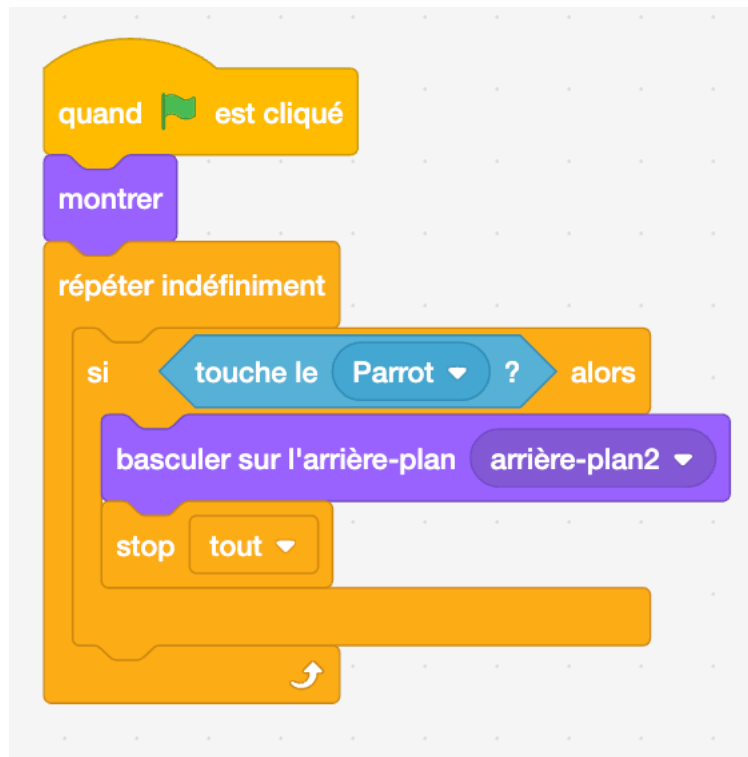 quand est cliqué
montrer
répéter indéfiniment
si touche le Parrot ? alors
basculer sur l'arrière-plan arrière-plan2
stop tout